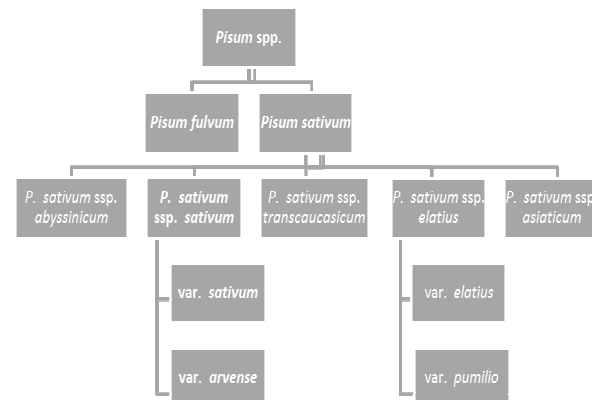 Pisum spp.
Pisum fulvum
Pisum sativum
P. sativum ssp.
abyssinicum
P. sativum
ssp. sativum
P. sativum ssp.
transcaucasicum
P. sativum ssp.
elatius
P. sativum ssp
asiaticum
var. sativum
var. elatius
var. arvense
var. pumilio